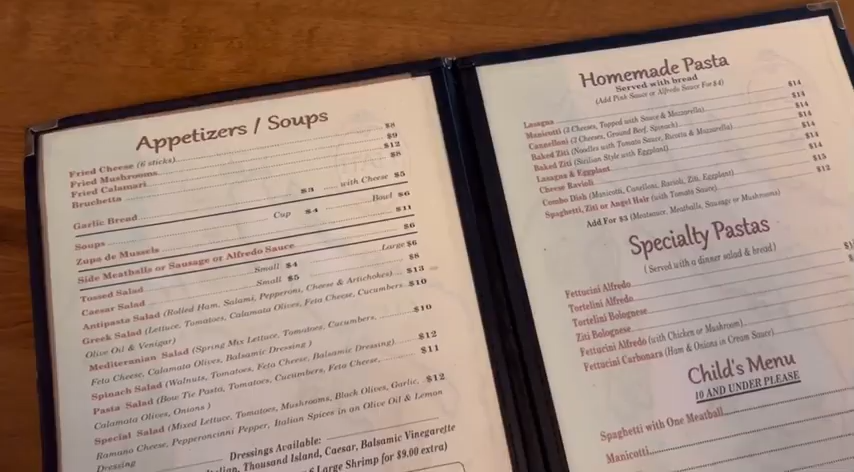 Appetizers / Soups
Fried Cheese (6 sticks) $8
Fried Mushrooms $9
Fried Calamari $12
Bruchetta $8
Garlic Bread $3 with Cheese $5
Soups Cup $4 Bowl $6
Zupa de Mussels $11
Side Meatballs or Sausage or Alfredo Sauce $6
Tossed Salad Small $4 Large $6
Caesar Salad Small $5 $8
Antipasta Salad (Rolled Ham, Salami, Pepperoni, Cheese & Artichokes) $13
Greek Salad (Lettuce, Tomatoes, Calamata Olives, Feta Cheese, Cucumbers $10
Olive Oil & Venigar)
Mediteranian Salad (Spring Mix Lettuce, Tomatoes, Cucumbers, $10
Feta Cheese, Calamata Olives, Balsamic Dressing )
Spinach Salad (Walnuts, Tomatoes, Feta Cheese, Balsamic Dressing) $12
Pasta Salad (Bow Tie Pasta, Tomatoes, Cucumbers, Feta Cheese, $11
Calamata Olives, Onions )
Special Salad (Mixed Lettuce, Tomatoes, Mushrooms, Black Olives, Garlic, $12
Ramano Cheese, Pepperoncinni Pepper, Italian Spices in an Olive Oil & Lemon
Dressing
Dressings Available:
Thousand Island, Caesar, Balsamic Vinegarette
6 Large Shrimp for $9.00 extra)
Homemade Pasta
Served with bread
(Add Pink Sauce or Alfredo Sauce For $4)
Lasagna $14
Manicotti (2 Cheeses, Topped with Sauce & Mozzarella) $14
Cannelloni (2 Cheeses, Ground Beef, Spinach) $14
Baked Ziti (Noodles with Tomato Sauce, Ricotta & Mozzarella) $14
Baked Ziti (Sicilian Style with Eggplant) $14
Lasagna & Eggplant $14
Cheese Ravioli $14
Combo Dish (Manicotti, Canelloni, Ravioli, Ziti, Eggplant) $15
Spaghetti, Ziti or Angel Hair (with Tomato Sauce) $12
Add For $3 (Meatsauce, Meatballs, Sausage or Mushrooms)
Specialty Pastas
( Served with a dinner salad & bread)
Fettucini Alfredo
Tortelini Alfredo
Tortelini Bolognese
Ziti Bolognese
Fettucini Alfredo (with Chicken or Mushroom)
Fettucini Carbonara (Ham & Onions in Cream Sauce)
Child's Menu
10 AND UNDER PLEASE
Spaghetti with One Meatball
Manicotti